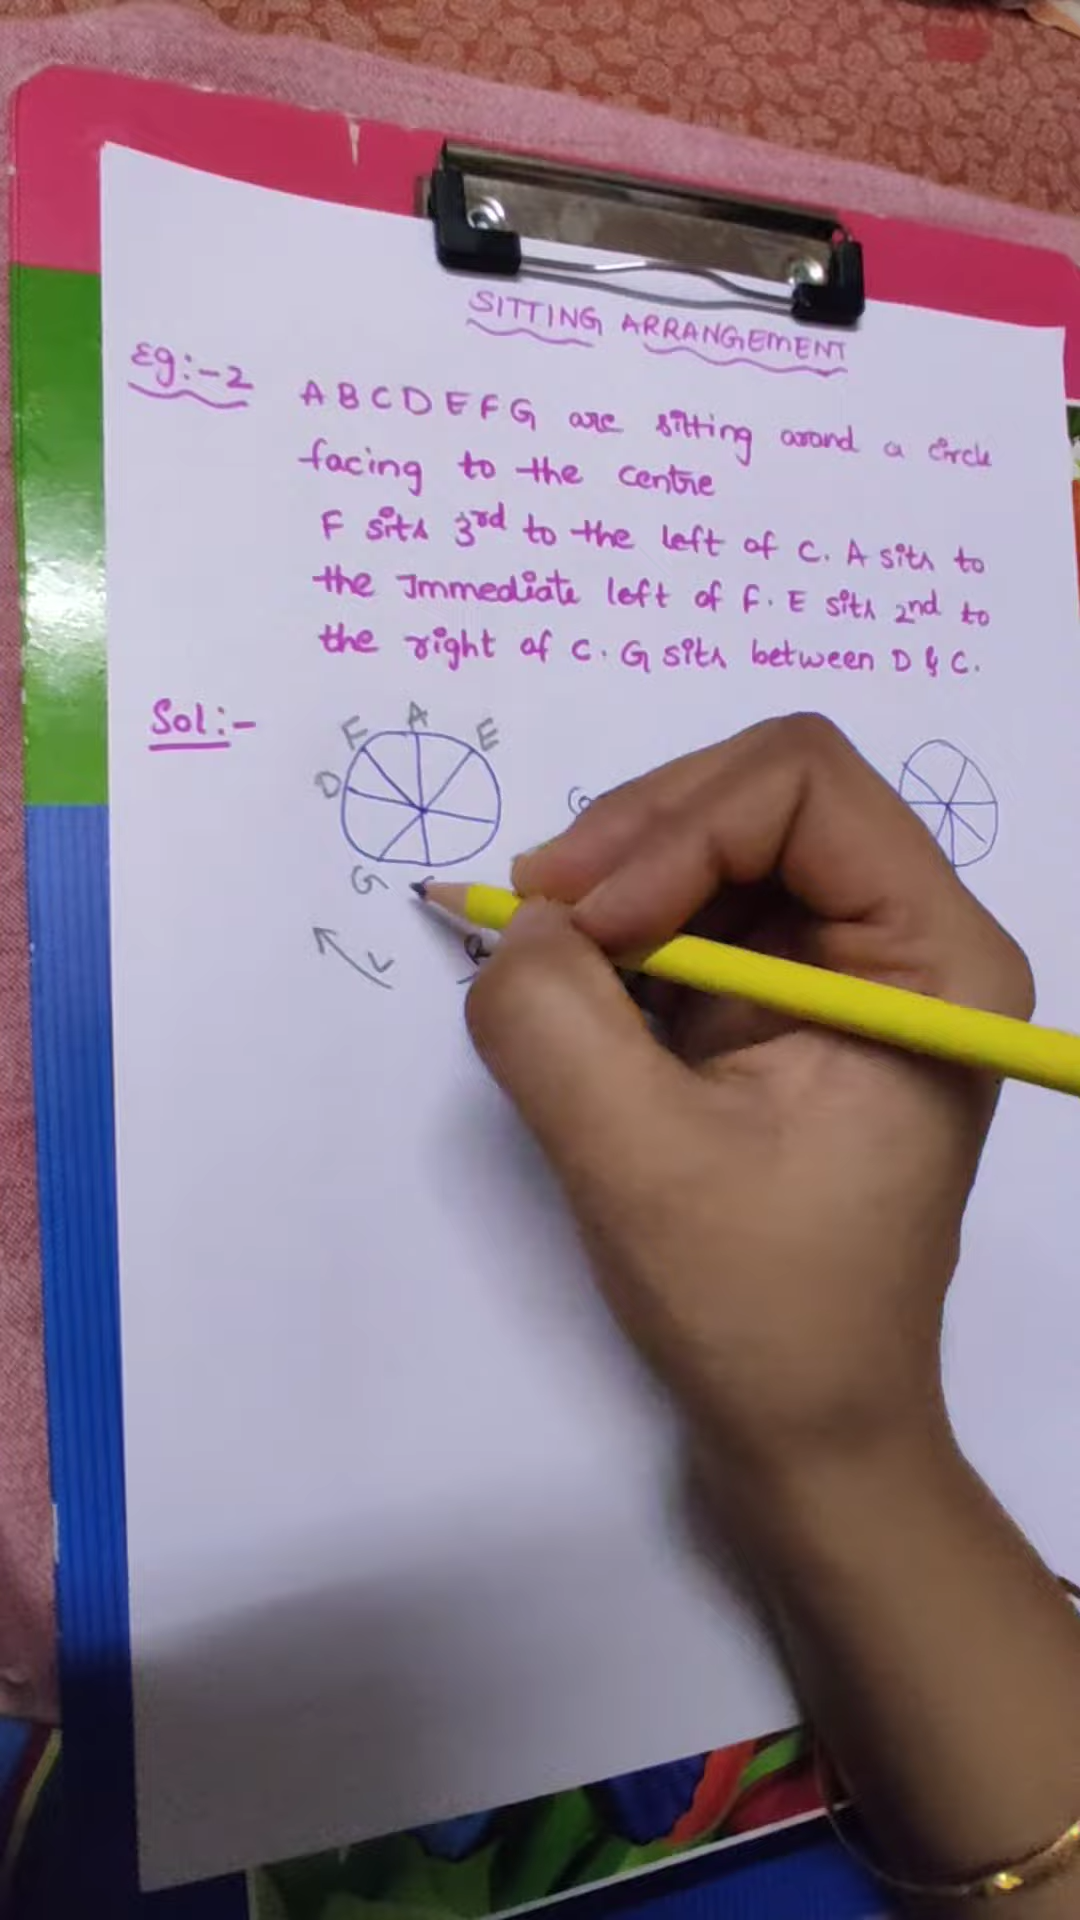 SITTING ARRANGEMENT
Eg:-2 A B C D E F G are sitting arond a circle
facing to the centre
F sits 3rd to the left of C. A sits to
the Immediate left of F. E sits 2nd to
the right of C. G sits between D & C.
Sol:-
F A E
D
G
L